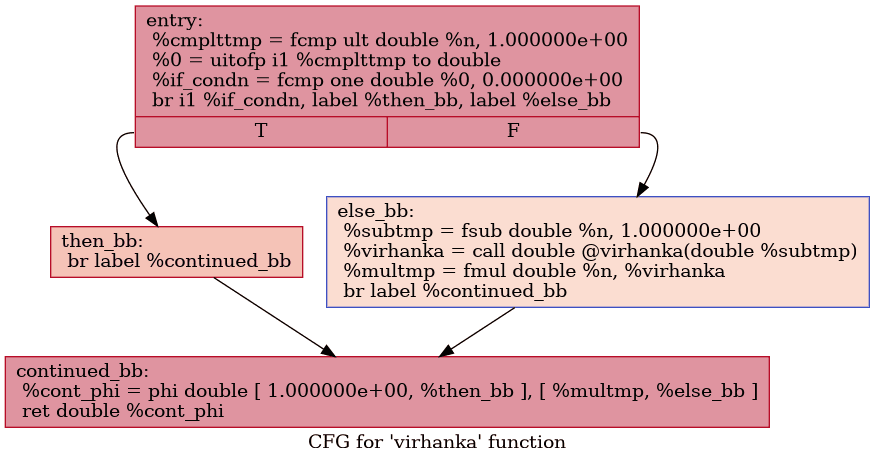 entry:
%cmplttmp = fcmp ult double %n, 1.000000e+00
%0 = uitofp i1 %cmplttmp to double
%if_condn = fcmp one double %0, 0.000000e+00
br i1 %if_condn, label %then_bb, label %else_bb
T
F
then_bb:
br label %continued_bb
else_bb:
%subtmp = fsub double %n, 1.000000e+00
%virhanka = call double @virhanka(double %subtmp)
%multmp = fmul double %n, %virhanka
br label %continued_bb
continued_bb:
%cont_phi = phi double [ 1.000000e+00, %then_bb ], [ %multmp, %else_bb ]
ret double %cont_phi
CFG for 'virhanka' function